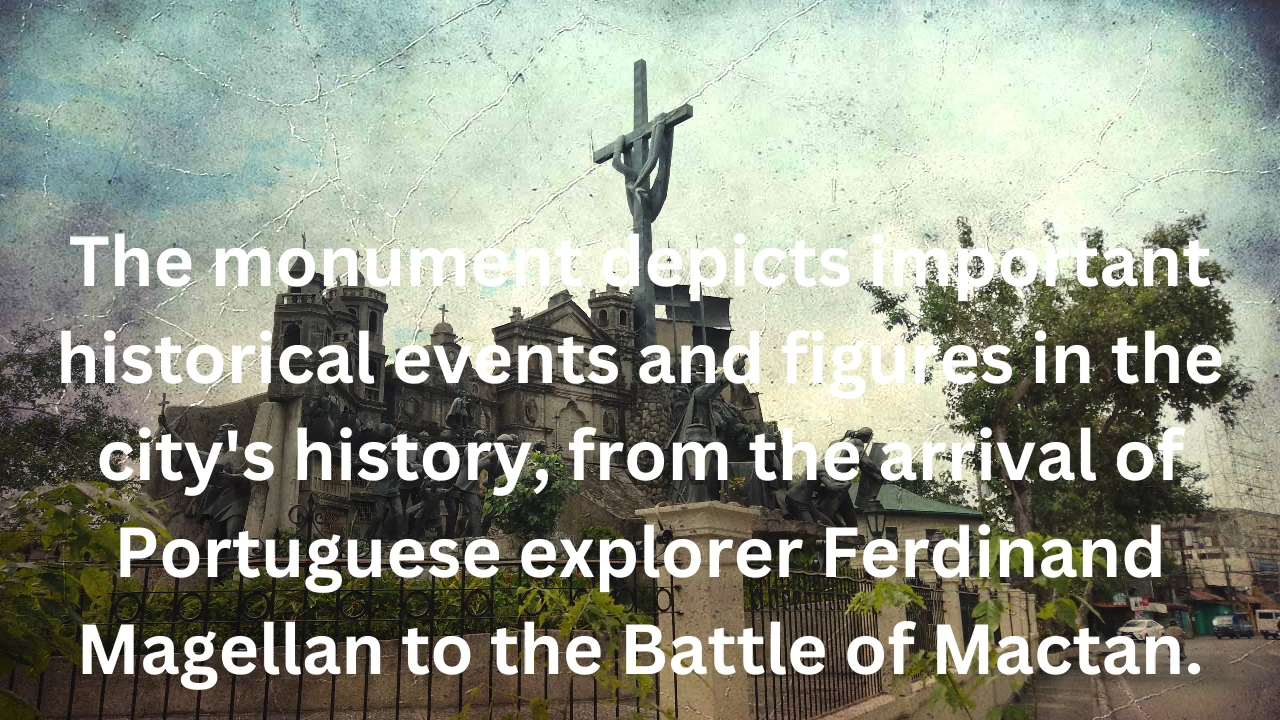 The monument depicts important
historical events and figures in the
city's history, from the arrival of
Portuguese explorer Ferdinand
Magellan to the Battle of Mactan.